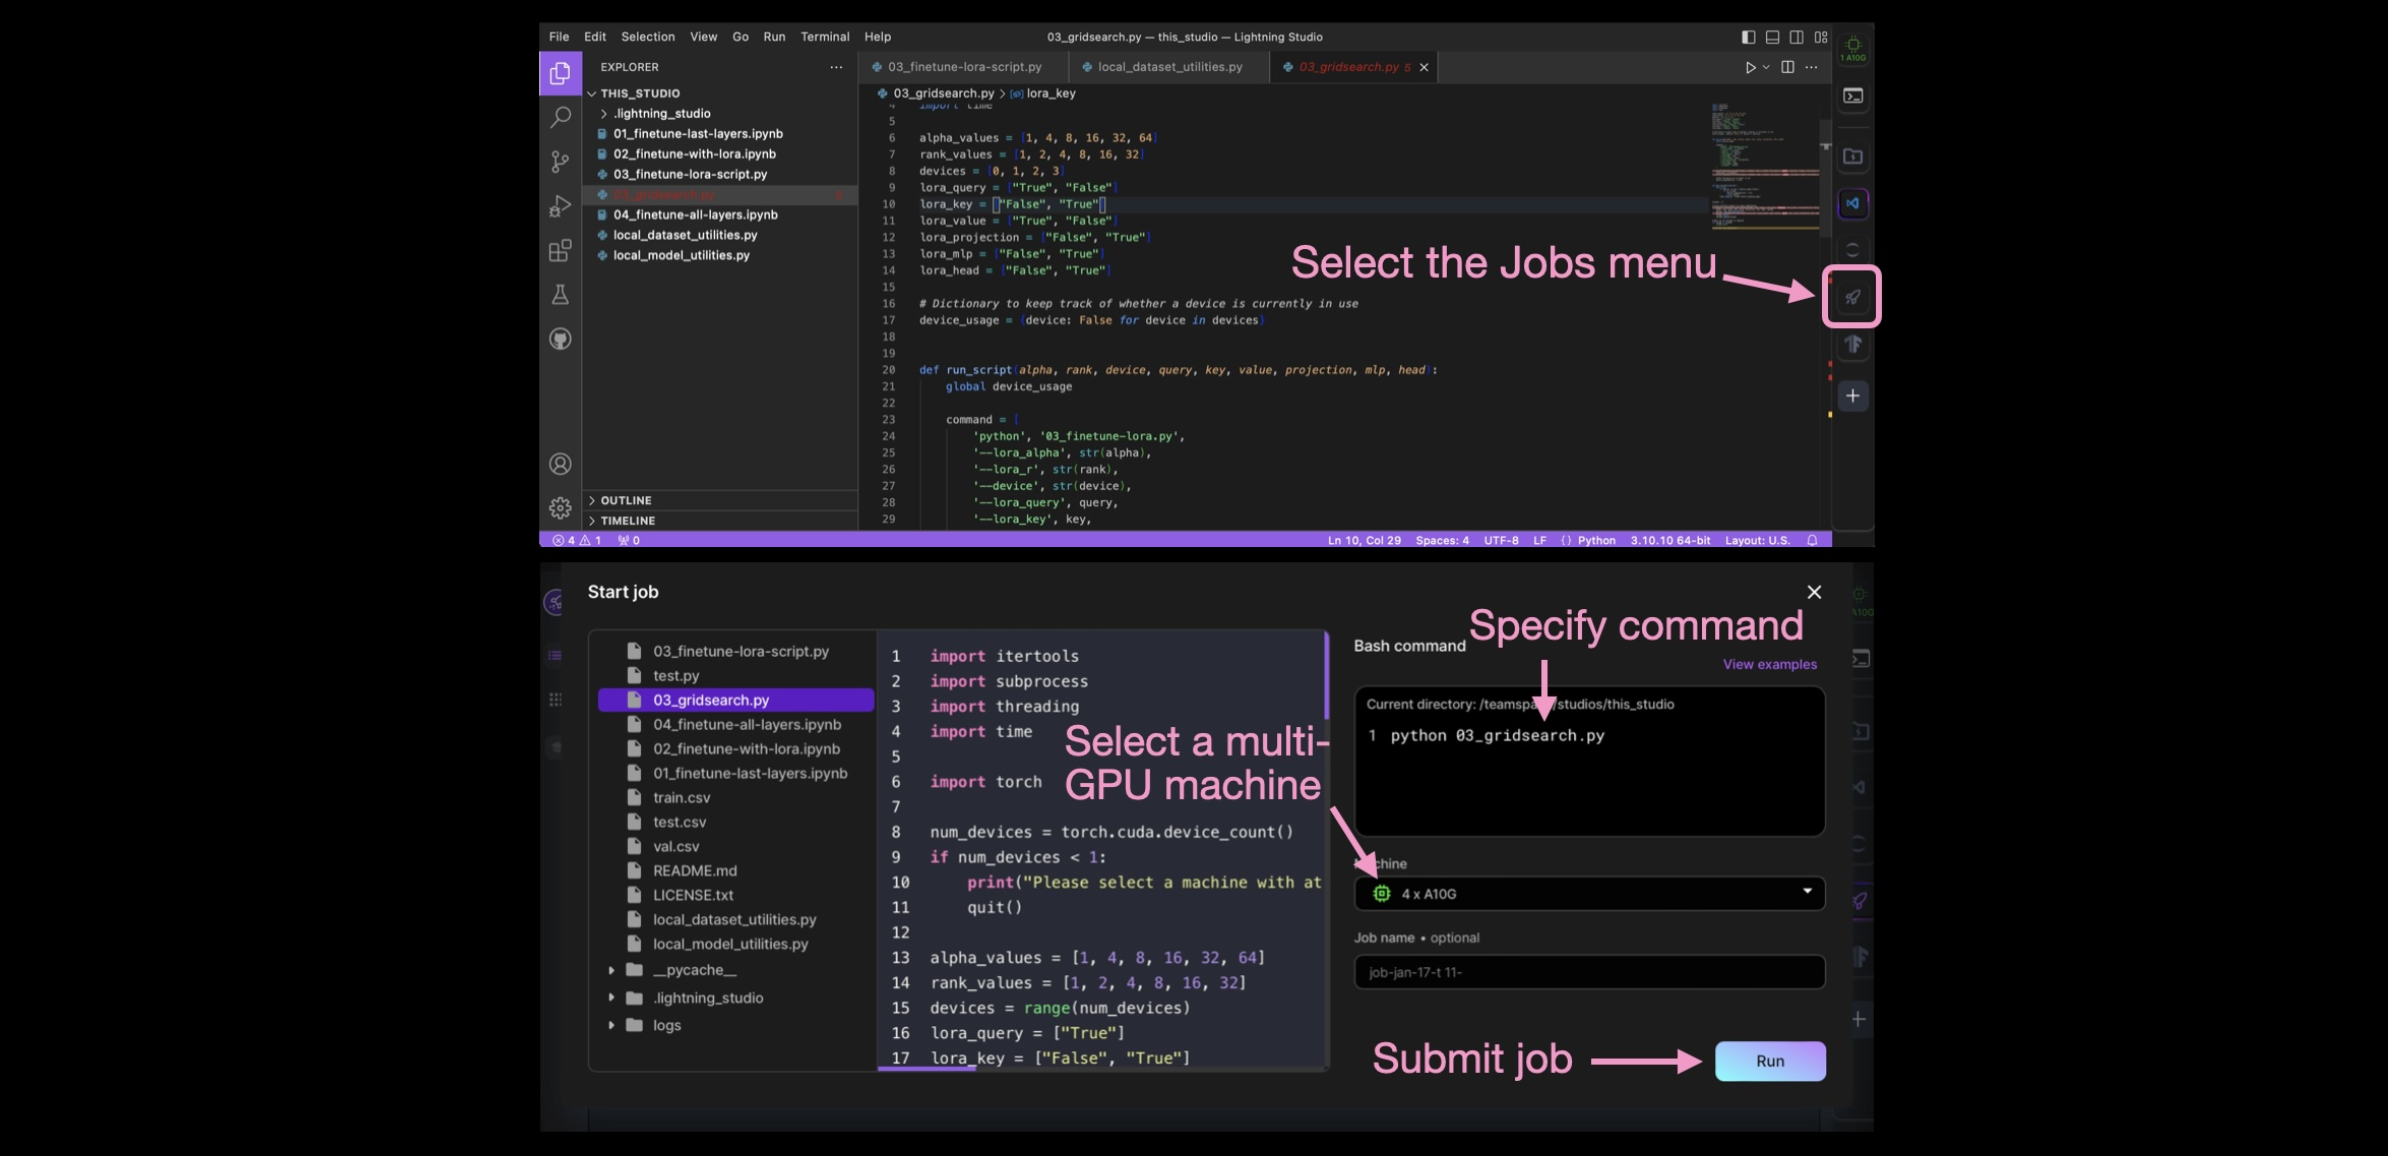 File Edit Selection View Go Run Terminal Help
03_gridsearch.py — this_studio — Lightning Studio
1 A10G
EXPLORER
THIS_STUDIO
.lightning_studio
01_finetune-last-layers.ipynb
02_finetune-with-lora.ipynb
03_finetune-lora-script.py
03_gridsearch.py
04_finetune-all-layers.ipynb
local_dataset_utilities.py
local_model_utilities.py
OUTLINE
TIMELINE
03_finetune-lora-script.py
local_dataset_utilities.py
03_gridsearch.py 5
03_gridsearch.py > lora_key
4 import time
5
6 alpha_values = [1, 4, 8, 16, 32, 64]
7 rank_values = [1, 2, 4, 8, 16, 32]
8 devices = [0, 1, 2, 3]
9 lora_query = ["True", "False"]
10 lora_key = ["False", "True"]
11 lora_value = ["True", "False"]
12 lora_projection = ["False", "True"]
13 lora_mlp = ["False", "True"]
14 lora_head = ["False", "True"]
15
16 # Dictionary to keep track of whether a device is currently in use
17 device_usage = {device: False for device in devices}
18
19
20 def run_script(alpha, rank, device, query, key, value, projection, mlp, head):
21 global device_usage
22
23 command = [
24 'python', '03_finetune-lora.py',
25 '--lora_alpha', str(alpha),
26 '--lora_r', str(rank),
27 '--device', str(device),
28 '--lora_query', query,
29 '--lora_key', key,
Select the Jobs menu
4 1 0
Ln 10, Col 29 Spaces: 4 UTF-8 LF {} Python 3.10.10 64-bit Layout: U.S.
Start job
03_finetune-lora-script.py
test.py
03_gridsearch.py
04_finetune-all-layers.ipynb
02_finetune-with-lora.ipynb
01_finetune-last-layers.ipynb
train.csv
test.csv
val.csv
README.md
LICENSE.txt
local_dataset_utilities.py
local_model_utilities.py
__pycache__
.lightning_studio
logs
1 import itertools
2 import subprocess
3 import threading
4 import time
5
6 import torch
7
8 num_devices = torch.cuda.device_count()
9 if num_devices < 1:
10 print("Please select a machine with at
11 quit()
12
13 alpha_values = [1, 4, 8, 16, 32, 64]
14 rank_values = [1, 2, 4, 8, 16, 32]
15 devices = range(num_devices)
16 lora_query = ["True"]
17 lora_key = ["False", "True"]
Select a multi-
GPU machine
Specify command
Bash command
View examples
Current directory: /teamspa /studios/this_studio
1 python 03_gridsearch.py
4 x A10G
Job name • optional
job-jan-17-t 11-
Submit job
Run